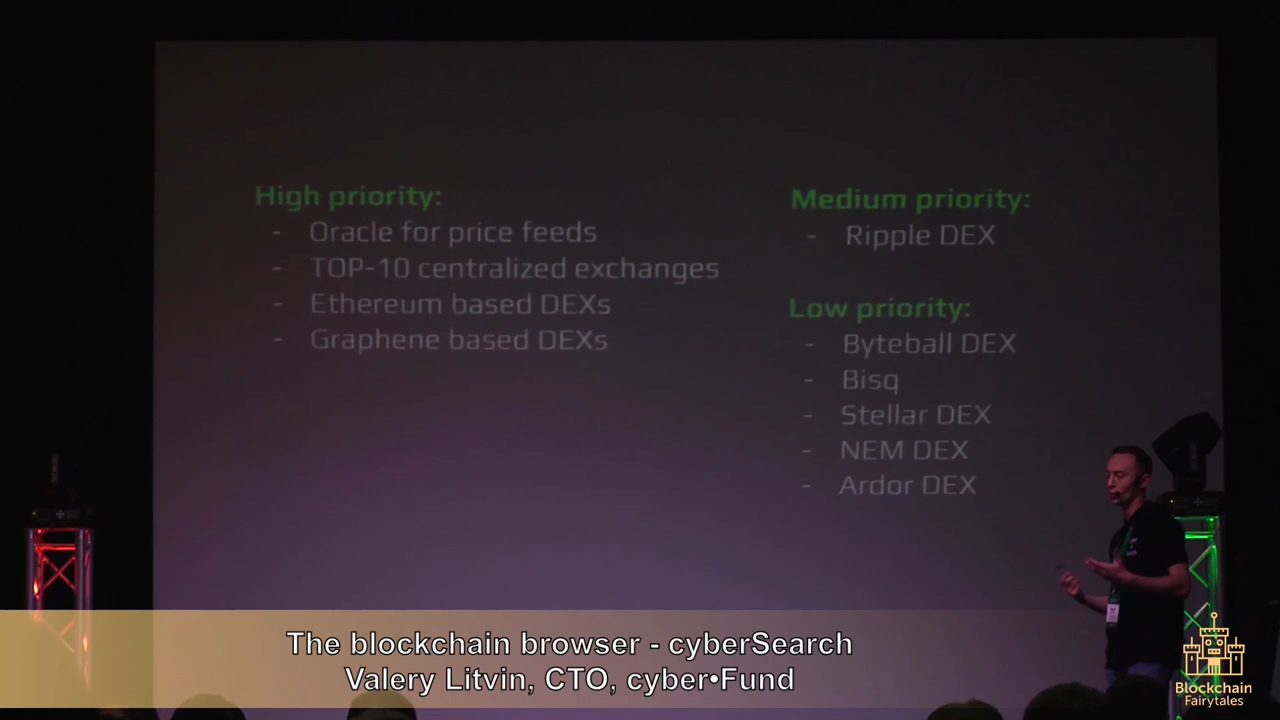 High priority:
- Oracle for price feeds
- TOP-10 centralized exchanges
- Ethereum based DEXs
- Graphene based DEXs
Medium priority:
- Ripple DEX
Low priority:
- Byteball DEX
- Bisq
- Stellar DEX
- NEM DEX
- Ardor DEX
The blockchain browser - cyberSearch
Valery Litvin, CTO, cyber•Fund
Blockchain
Fairytales